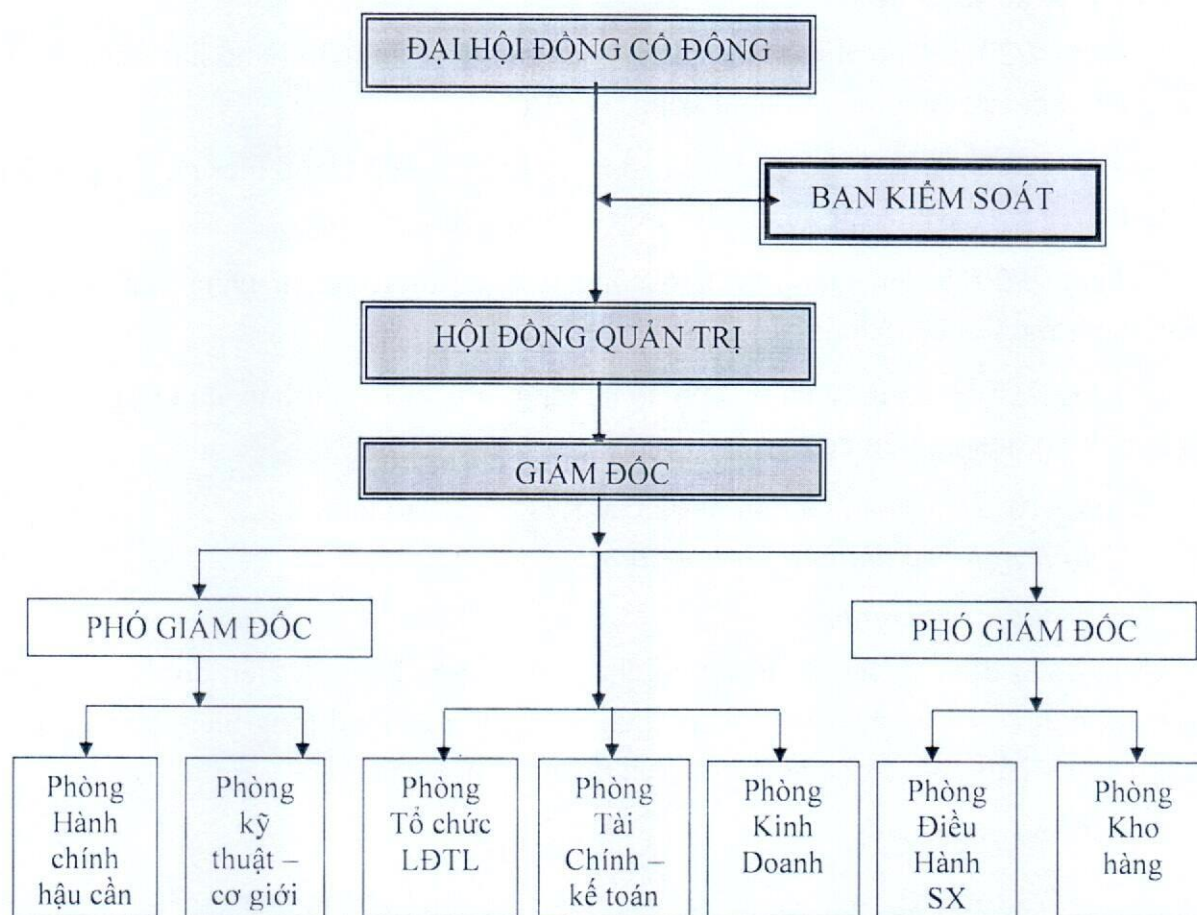 ĐẠI HỘI ĐỒNG CỔ ĐÔNG
BAN KIỂM SOÁT
HỘI ĐỒNG QUẢN TRỊ
GIÁM ĐỐC
PHÓ GIÁM ĐỐC
PHÓ GIÁM ĐỐC
Phòng
Hành
chính
hậu cần
Phòng
kỹ
thuật –
cơ giới
Phòng
Tổ chức
LĐTL
Phòng
Tài
Chính –
kế toán
Phòng
Kinh
Doanh
Phòng
Điều
Hành
SX
Phòng
Kho
hàng